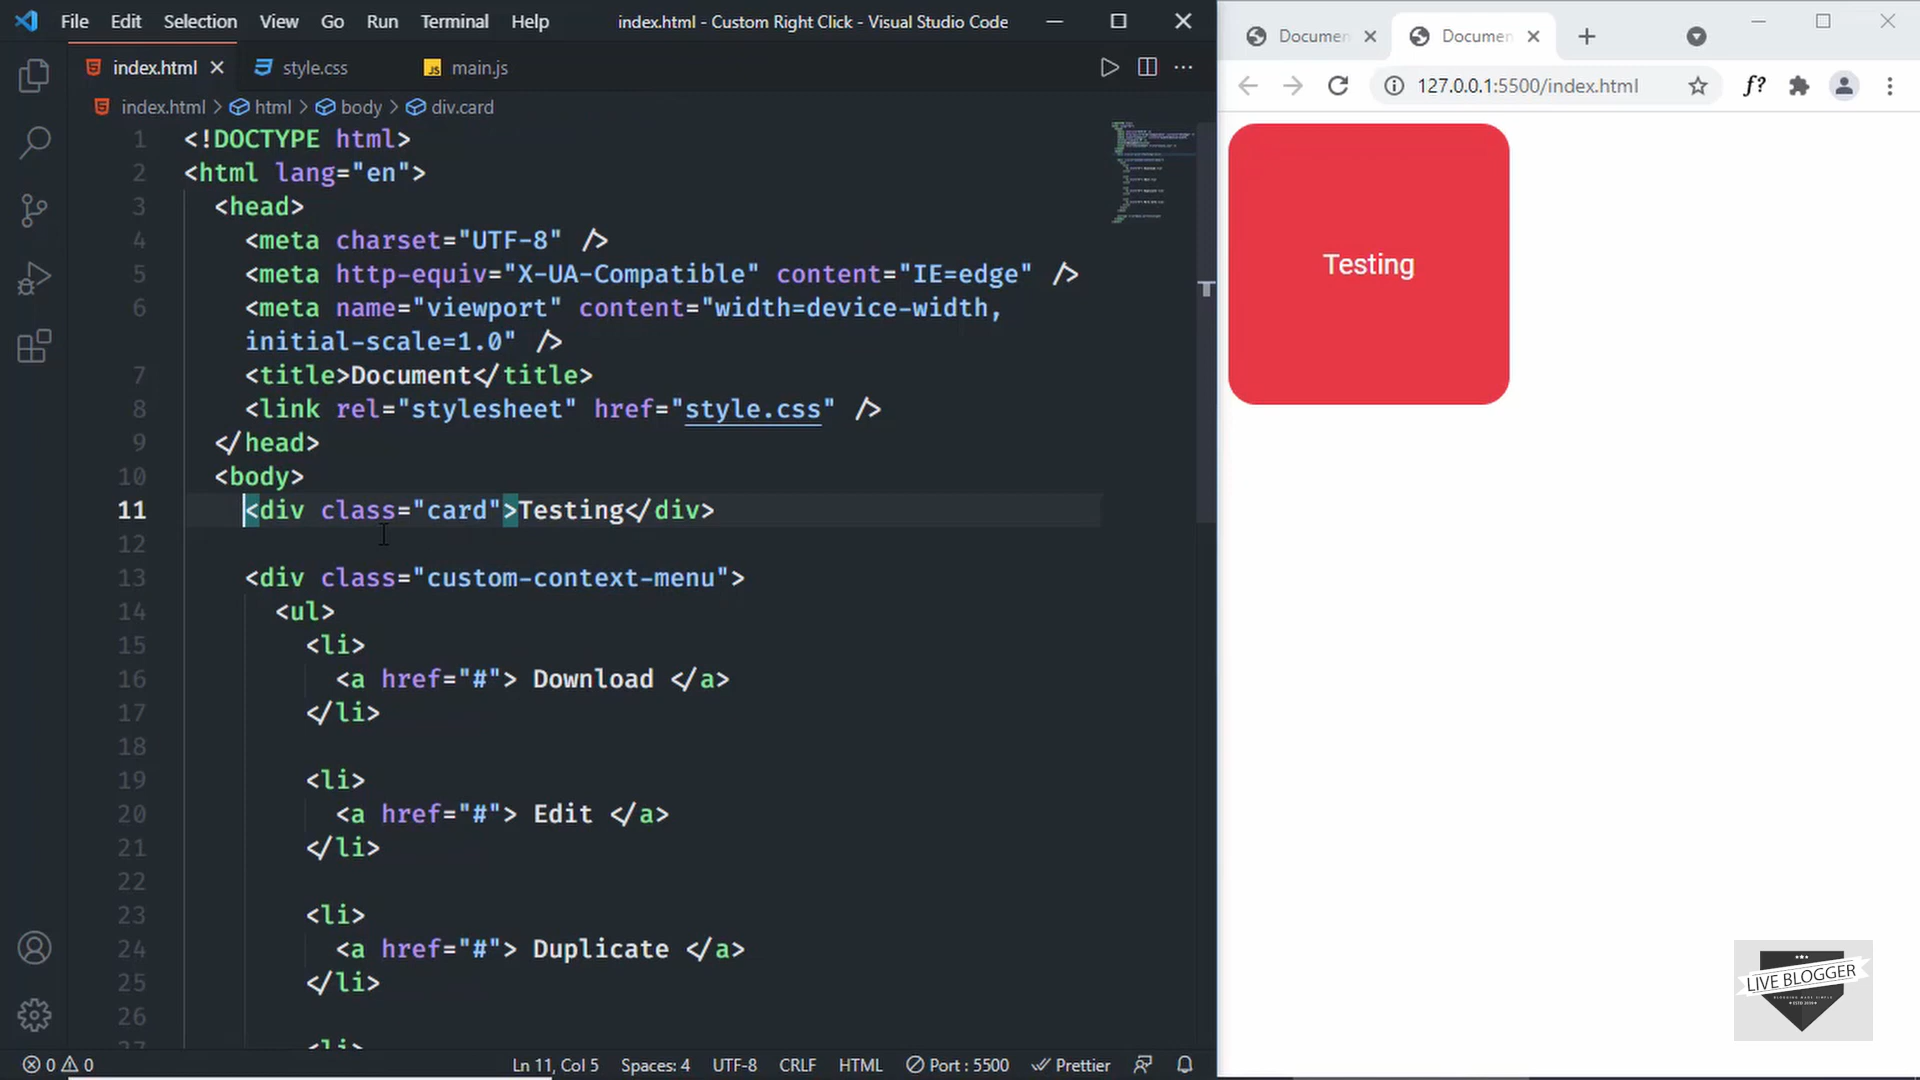 File Edit Selection View Go Run Terminal Help index.html - Custom Right Click - Visual Studio Code
index.html style.css JS main.js
index.html > html > body > div.card
1 <!DOCTYPE html>
2 <html lang="en">
3 <head>
4 <meta charset="UTF-8" />
5 <meta http-equiv="X-UA-Compatible" content="IE=edge" />
6 <meta name="viewport" content="width=device-width,
initial-scale=1.0" />
7 <title>Document</title>
8 <link rel="stylesheet" href="style.css" />
9 </head>
10 <body>
11 <div class="card">Testing</div>
12
13 <div class="custom-context-menu">
14 <ul>
15 <li>
16 <a href="#"> Download </a>
17 </li>
18
19 <li>
20 <a href="#"> Edit </a>
21 </li>
22
23 <li>
24 <a href="#"> Duplicate </a>
25 </li>
26
27 <li>
0 0 Ln 11, Col 5 Spaces: 4 UTF-8 CRLF HTML Port : 5500 Prettier
Documen Documen
127.0.0.1:5500/index.html f?
Testing
LIVE BLOGGER